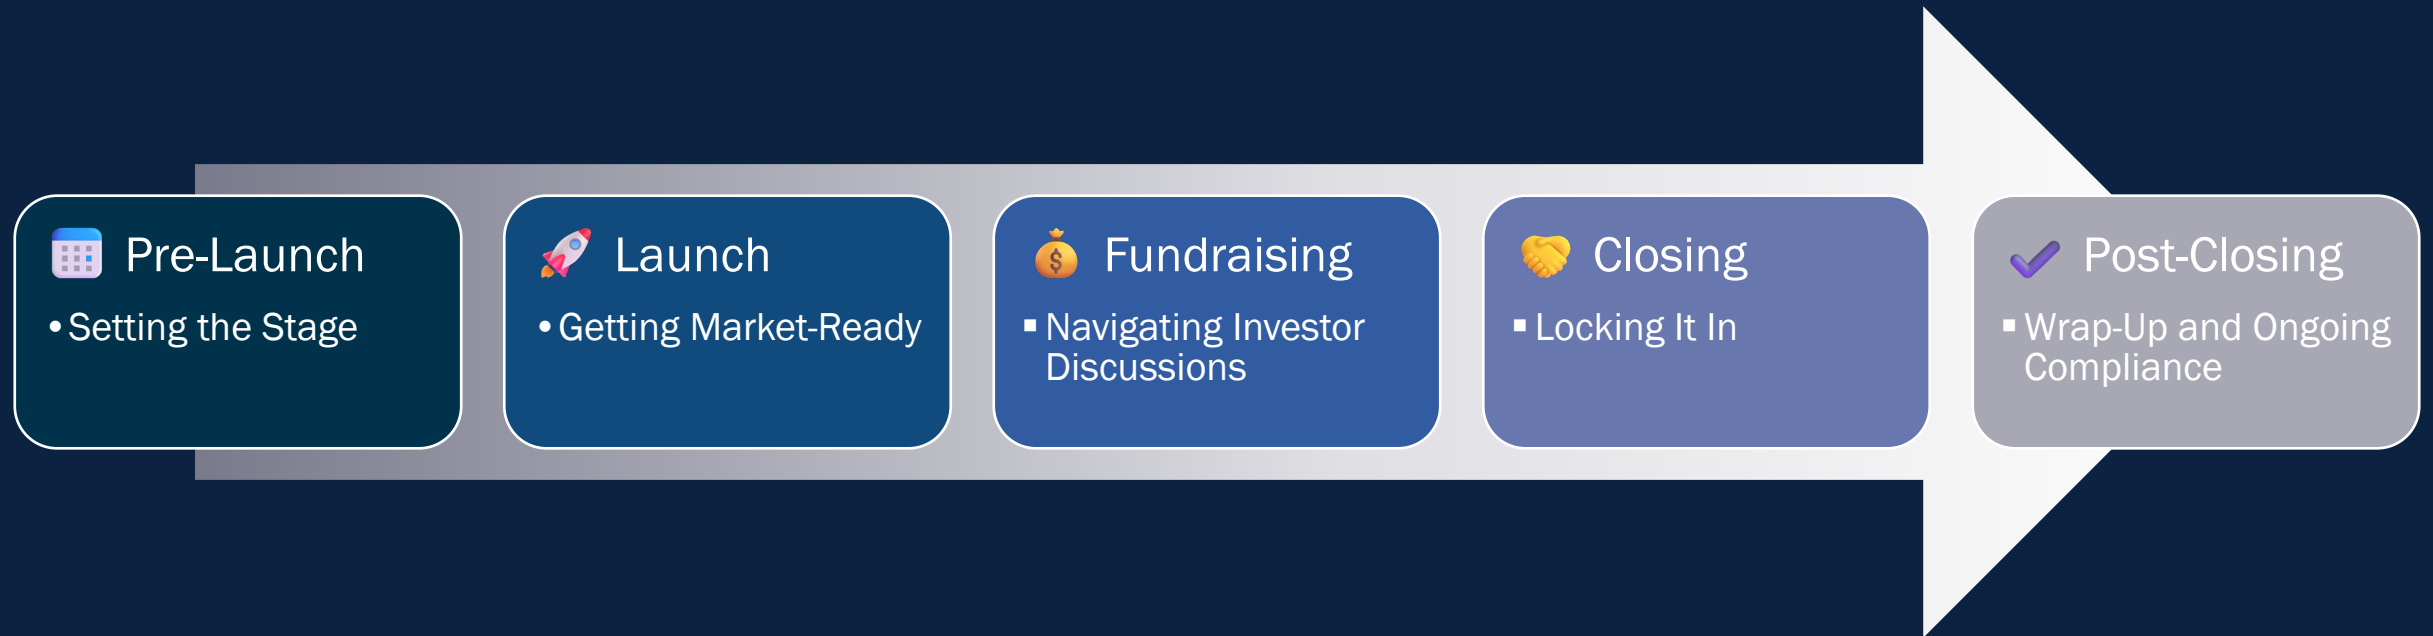 Pre-Launch
•Setting the Stage
Launch
•Getting Market-Ready
Fundraising
▪Navigating Investor
Discussions
Closing
▪Locking It In
Post-Closing
▪Wrap-Up and Ongoing
Compliance